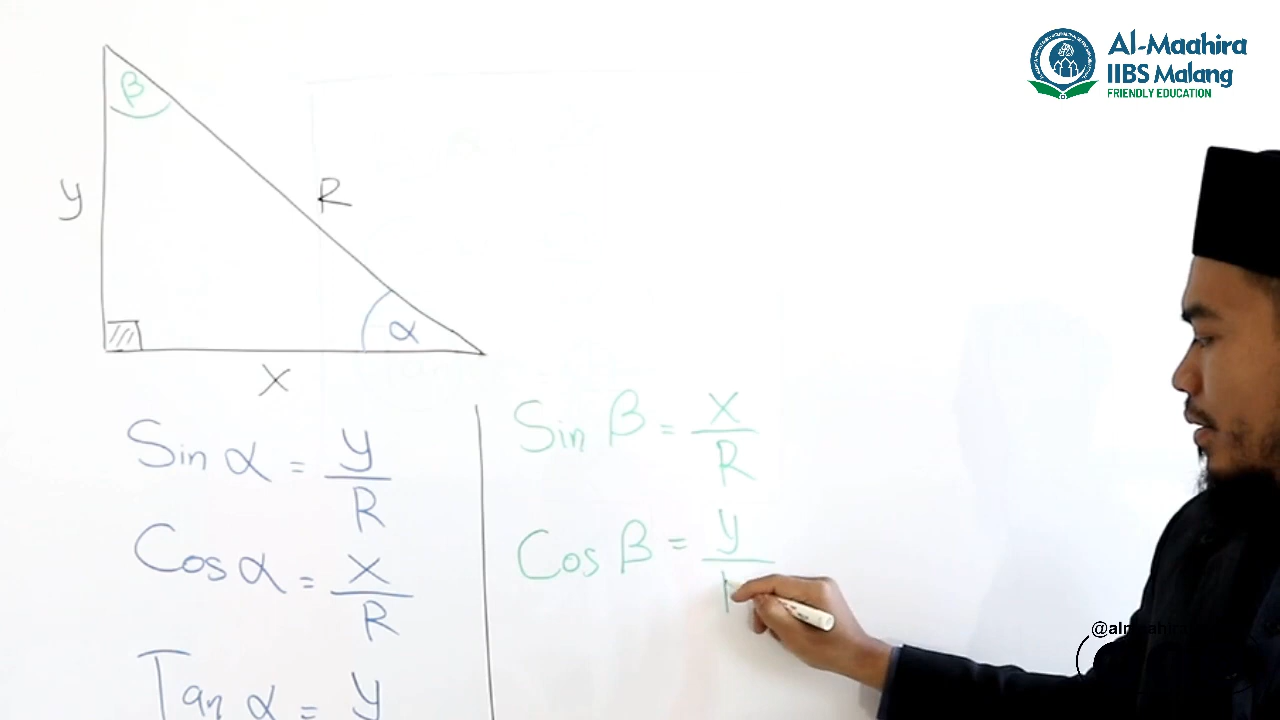 Al-Maahira
IIBS Malang
FRIENDLY EDUCATION
β
y
R
α
x
Sin α = y/R
Cos α = x/R
Tan α = y
Sin β = x/R
Cos β = y/